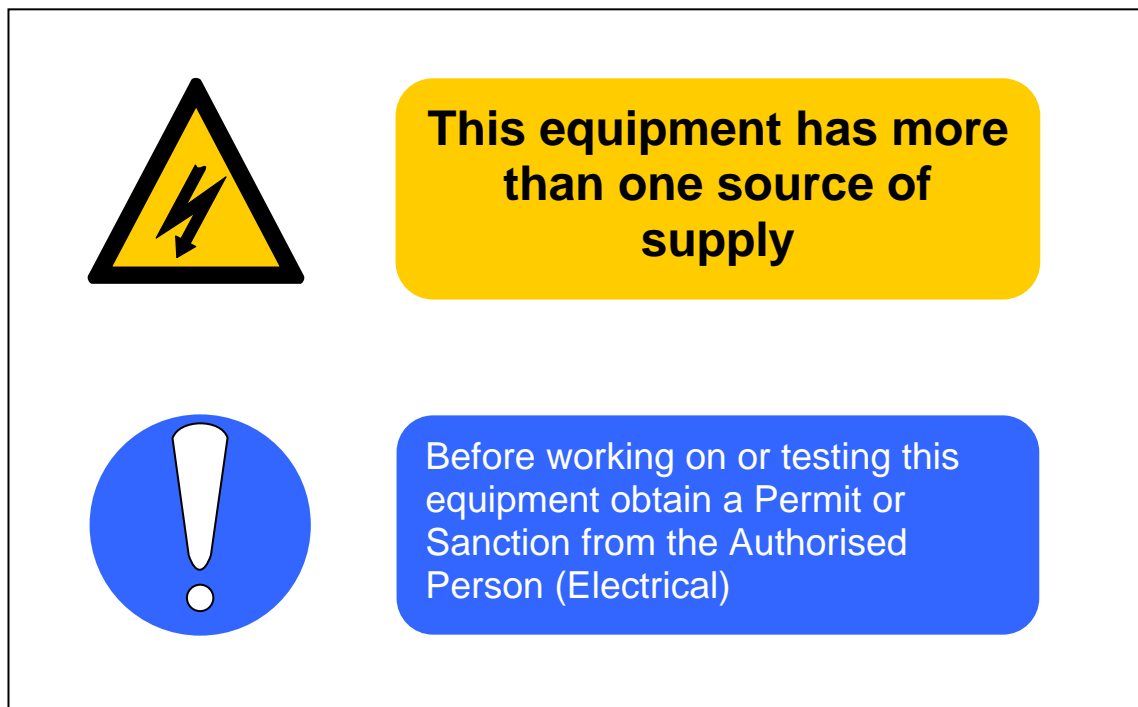 This equipment has more
than one source of
supply
Before working on or testing this
equipment obtain a Permit or
Sanction from the Authorised
Person (Electrical)